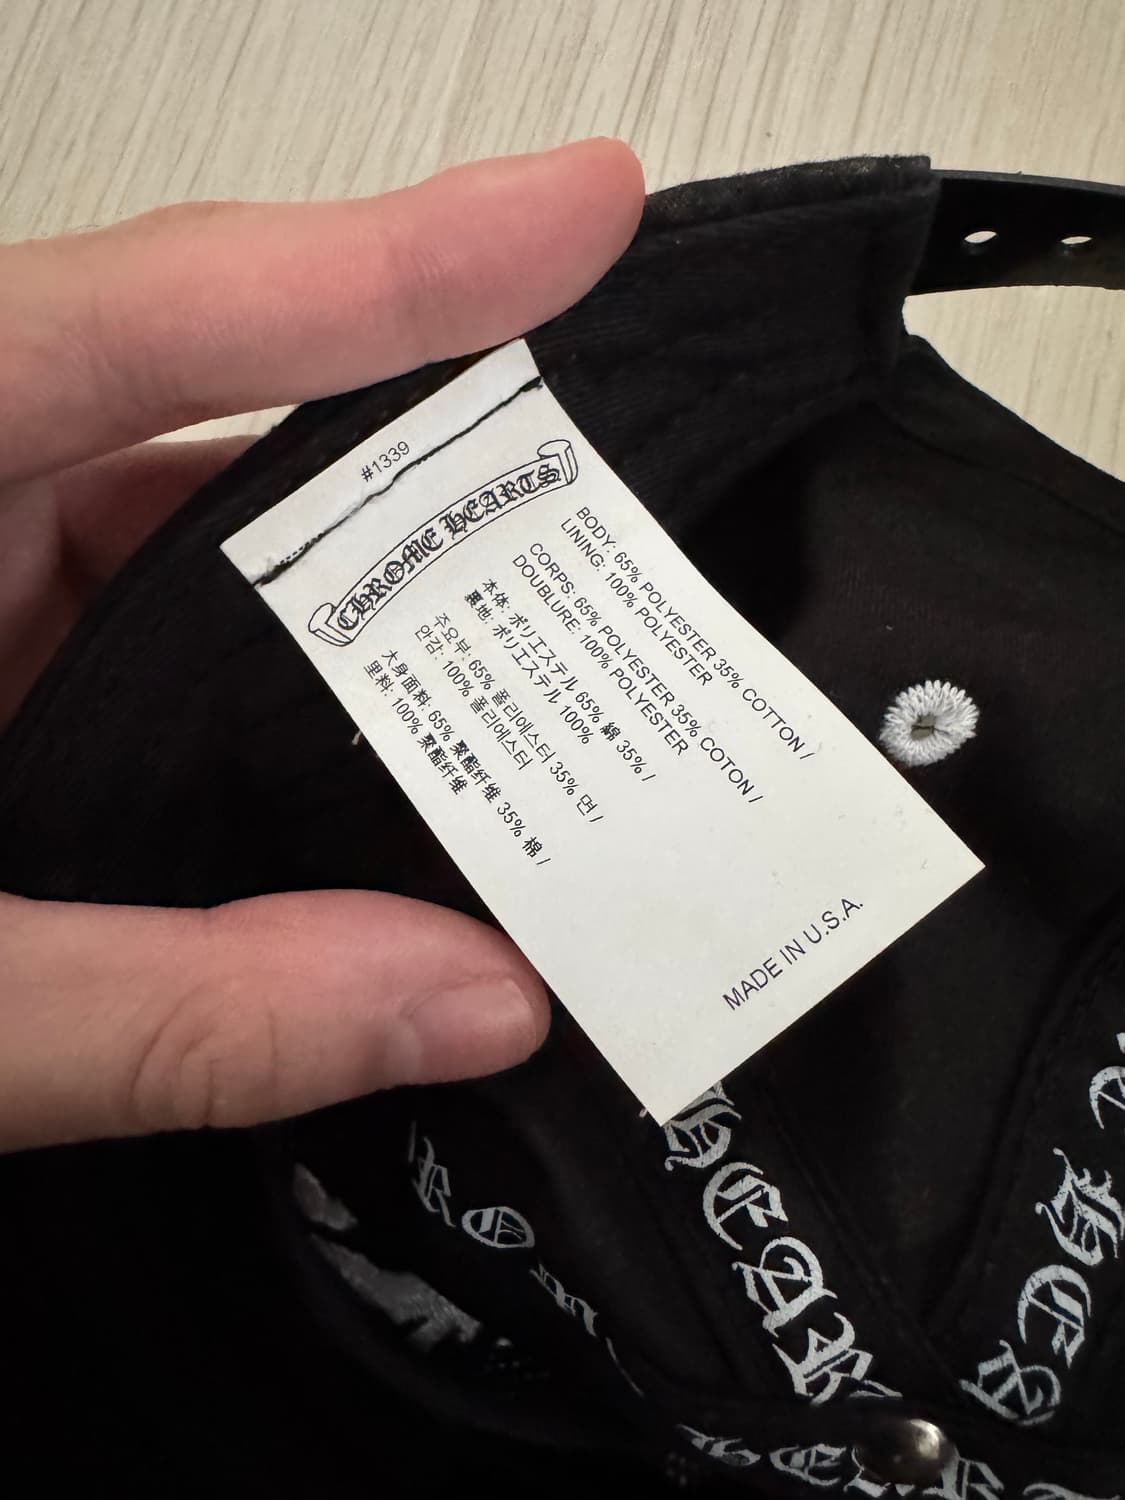 #1339
CHROME HEARTS
BODY: 65% POLYESTER 35% COTTON /
LINING: 100% POLYESTER
CORPS: 65% POLYESTER 35% COTON /
DOUBLURE: 100% POLYESTER
本体: ポリエステル 65% 綿 35% /
裏地: ポリエステル 100%
주요부: 65% 폴리에스터 35% 면 /
안감: 100% 폴리에스터
大身面料: 65% 聚酯纤维 35% 棉 /
里料: 100% 聚酯纤维
MADE IN U.S.A.